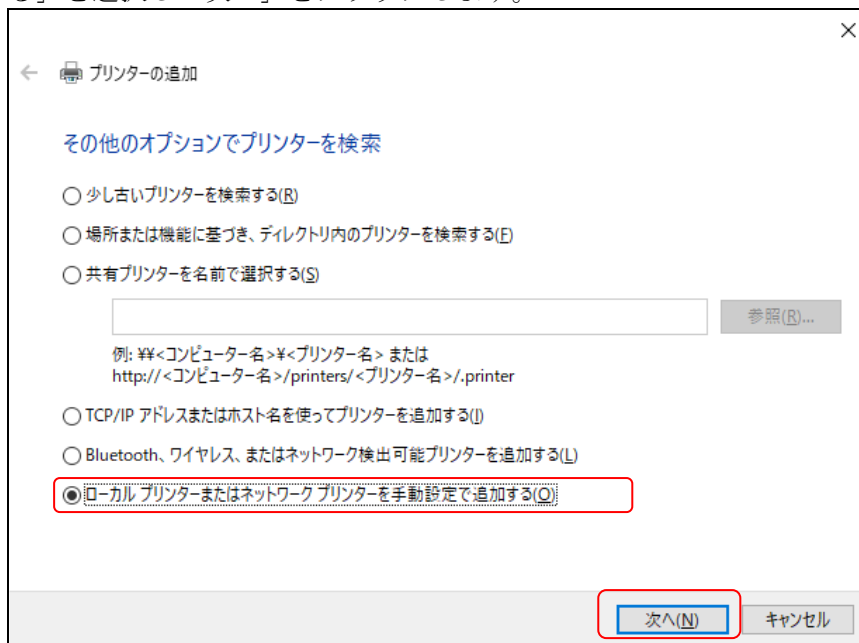 プリンターの追加
その他のオプションでプリンターを検索
少し古いプリンターを検索する(R)
場所または機能に基づき、ディレクトリ内のプリンターを検索する(F)
共有プリンターを名前で選択する(S)
参照(R)...
例: ¥¥<コンピューター名>¥<プリンター名> または
http://<コンピューター名>/printers/<プリンター名>/.printer
TCP/IP アドレスまたはホスト名を使ってプリンターを追加する(I)
Bluetooth、ワイヤレス、またはネットワーク検出可能プリンターを追加する(L)
ローカル プリンターまたはネットワーク プリンターを手動設定で追加する(O)
次へ(N)
キャンセル